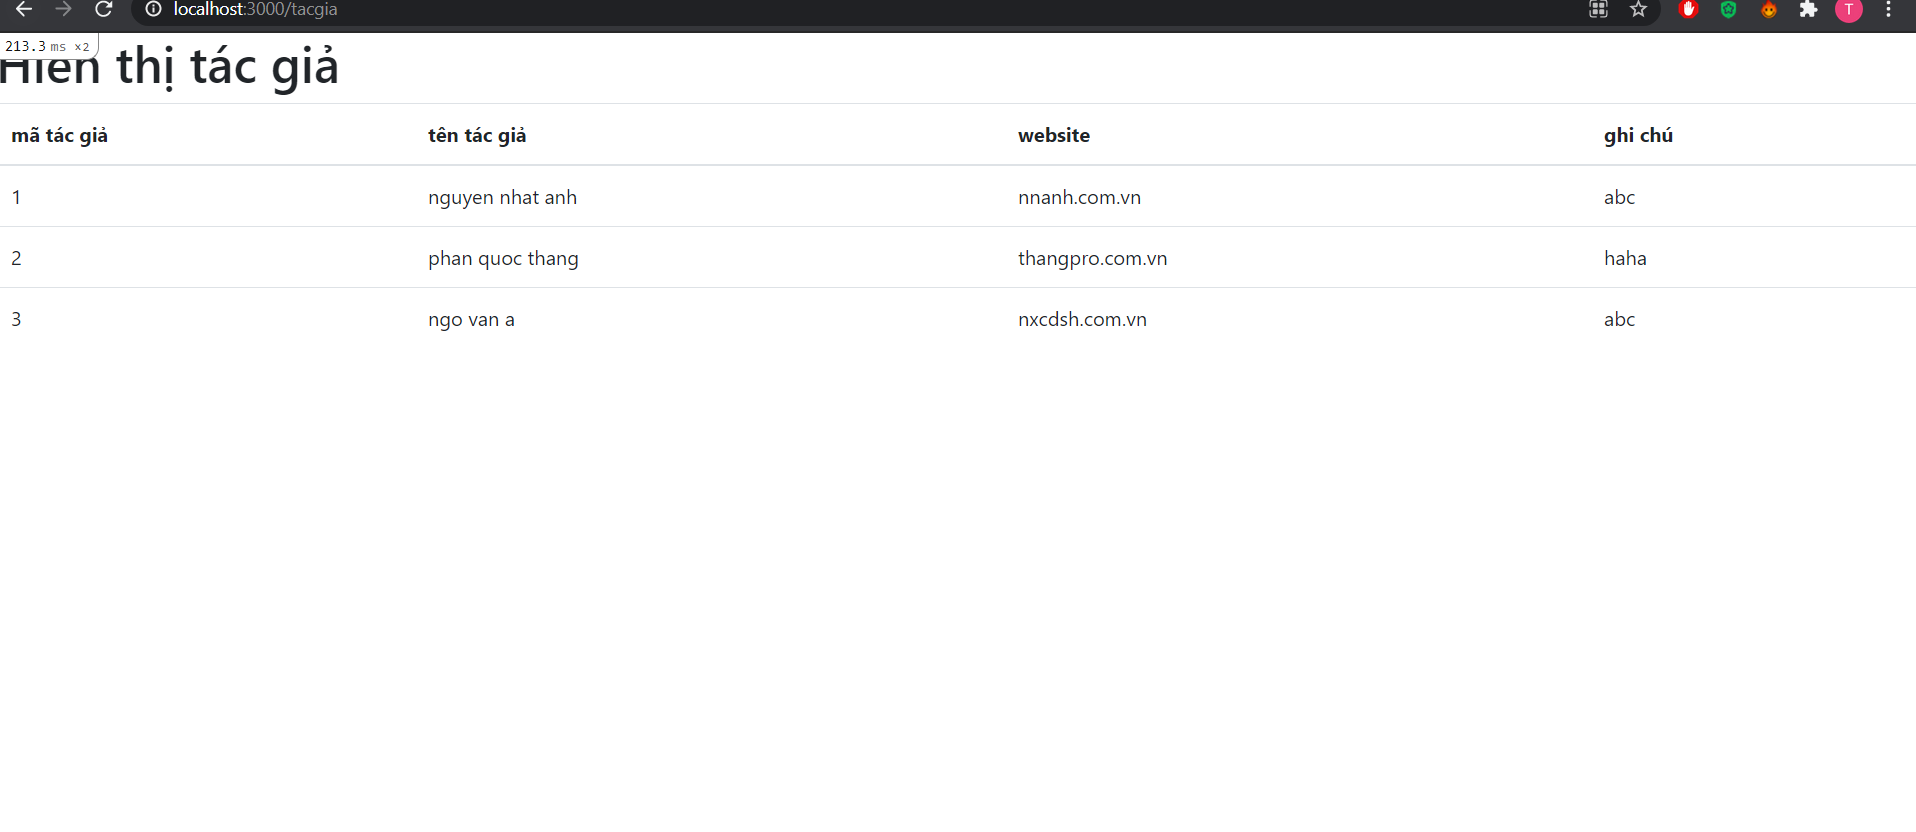 localhost:3000/tacgia
T
213.3 ms ×2
Hiển thị tác giả
mã tác giả tên tác giả website ghi chú
1 nguyen nhat anh nnanh.com.vn abc
2 phan quoc thang thangpro.com.vn haha
3 ngo van a nxcdsh.com.vn abc